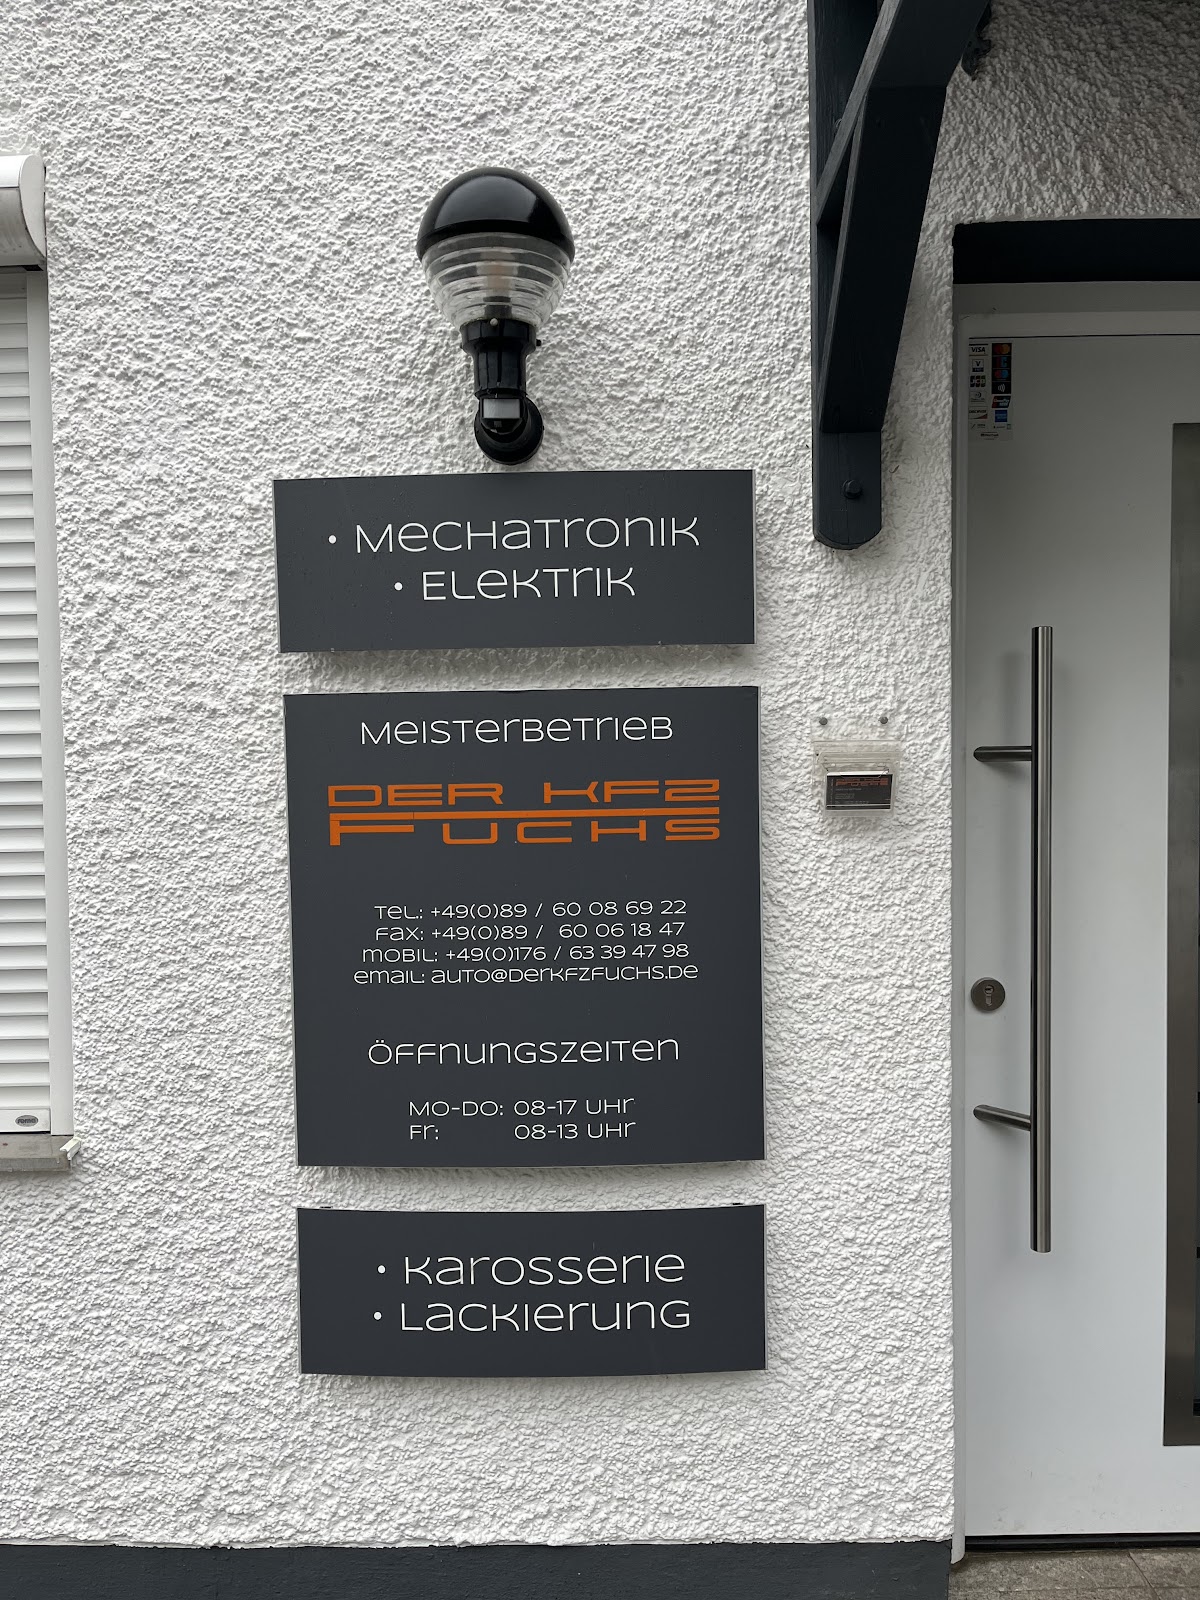 • Mechatronik
• Elektrik
Meisterbetrieb
DER KFZ
FUCHS
Tel.: +49(0)89 / 60 08 69 22
Fax: +49(0)89 / 60 06 18 47
Mobil: +49(0)176 / 63 39 47 98
email: auto@derkfzfuchs.de
Öffnungszeiten
Mo-Do: 08-17 Uhr
Fr: 08-13 Uhr
• Karosserie
• Lackierung
VISA
roma